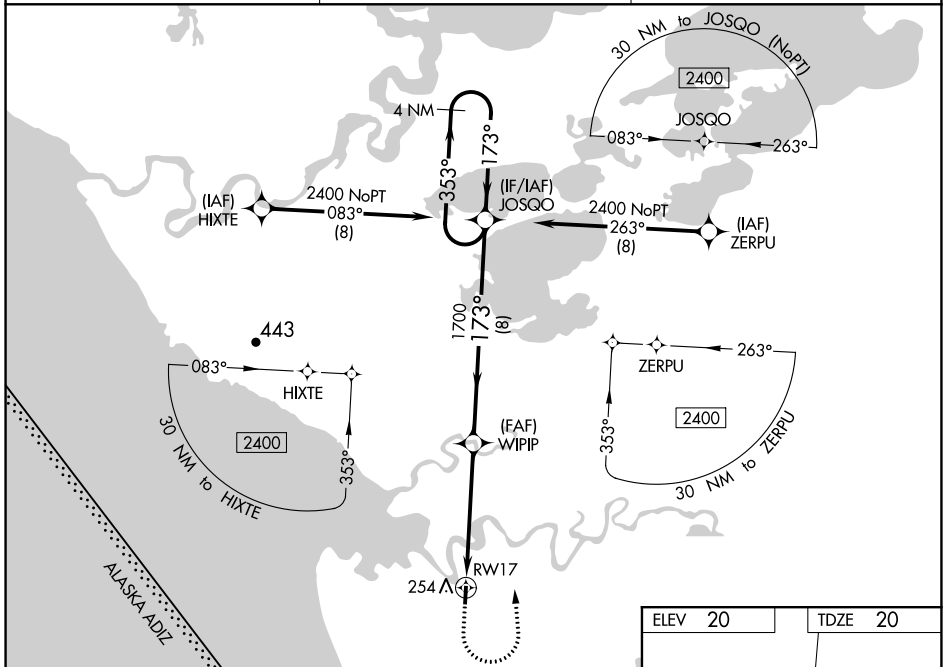 30 NM to JOSQO (NoPT)
2400
JOSQO
083°
263°
4 NM
353°
173°
(IF/IAF)
JOSQO
(IAF)
HIXTE
2400 NoPT
083°
(8)
2400 NoPT
263°
(8)
(IAF)
ZERPU
1700
173°
(8)
443
083°
HIXTE
2400
353°
30 NM to HIXTE
263°
ZERPU
2400
353°
30 NM to ZERPU
(FAF)
WIPIP
RW17
254
ALASKA ADIZ
ELEV 20
TDZE 20